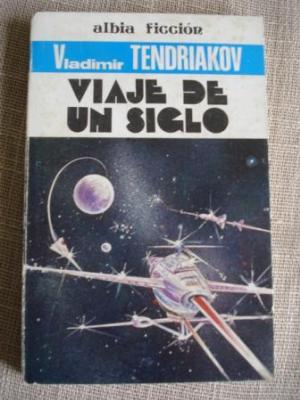 albia ficción
Vladimir TENDRIAKOV
VIAJE DE
UN SIGLO